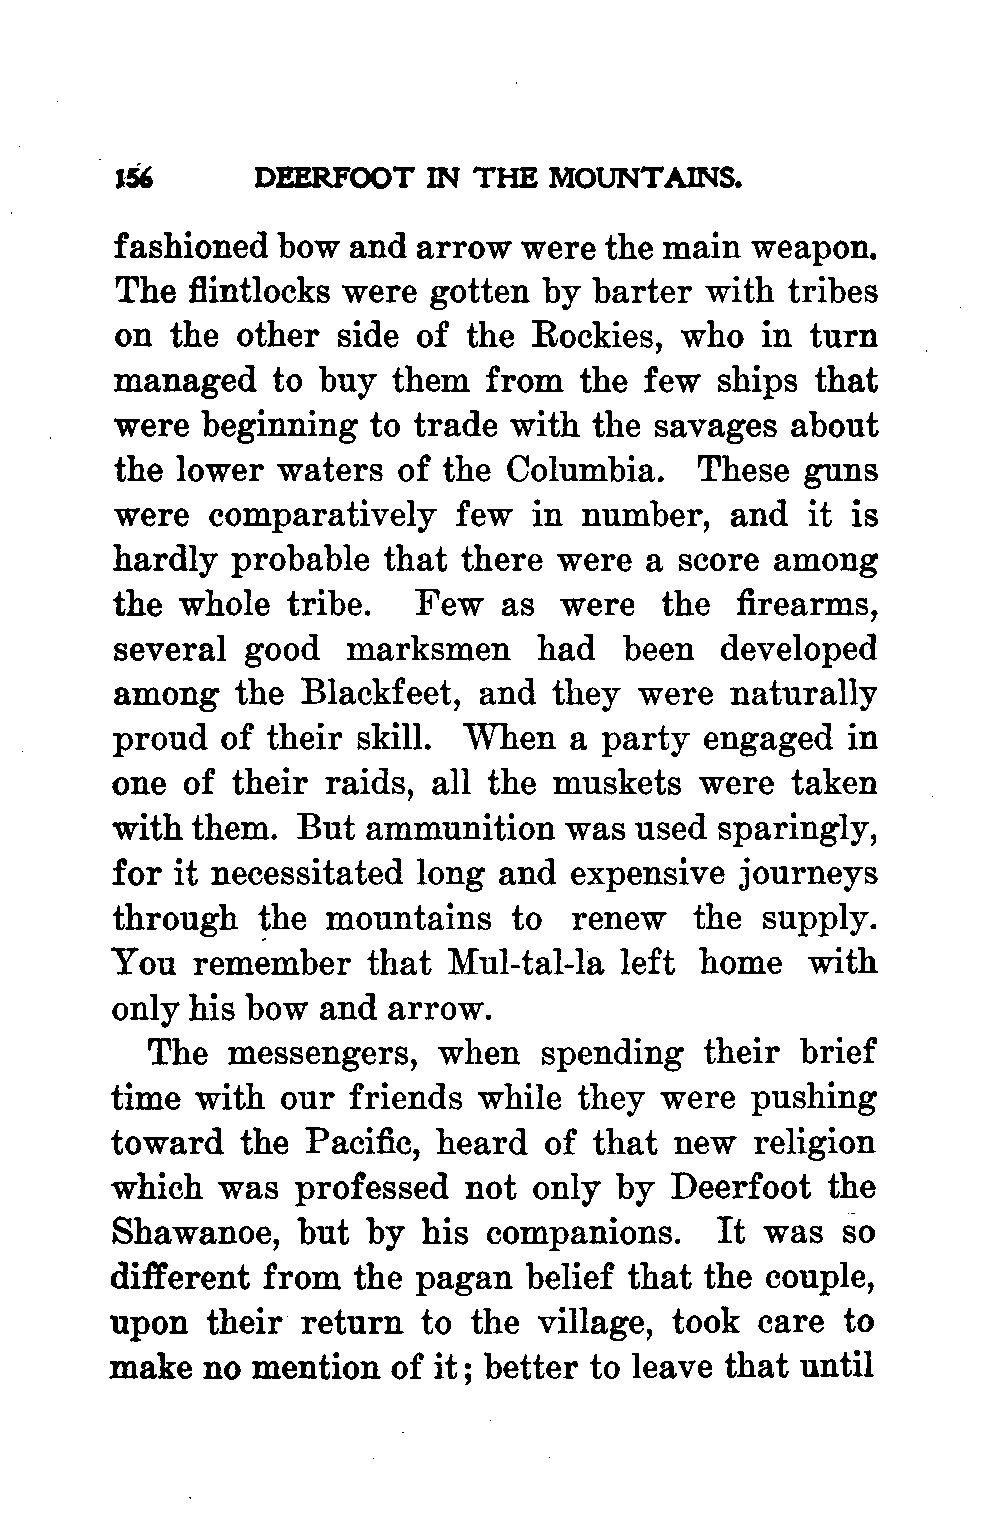 156 DEERFOOT IN THE MOUNTAINS.
fashioned bow and arrow were the main weapon.
The flintlocks were gotten by barter with tribes
on the other side of the Rockies, who in turn
managed to buy them from the few ships that
were beginning to trade with the savages about
the lower waters of the Columbia. These guns
were comparatively few in number, and it is
hardly probable that there were a score among
the whole tribe. Few as were the firearms,
several good marksmen had been developed
among the Blackfeet, and they were naturally
proud of their skill. When a party engaged in
one of their raids, all the muskets were taken
with them. But ammunition was used sparingly,
for it necessitated long and expensive journeys
through the mountains to renew the supply.
You remember that Mul-tal-la left home with
only his bow and arrow.
The messengers, when spending their brief
time with our friends while they were pushing
toward the Pacific, heard of that new religion
which was professed not only by Deerfoot the
Shawanoe, but by his companions. It was so
different from the pagan belief that the couple,
upon their return to the village, took care to
make no mention of it; better to leave that until